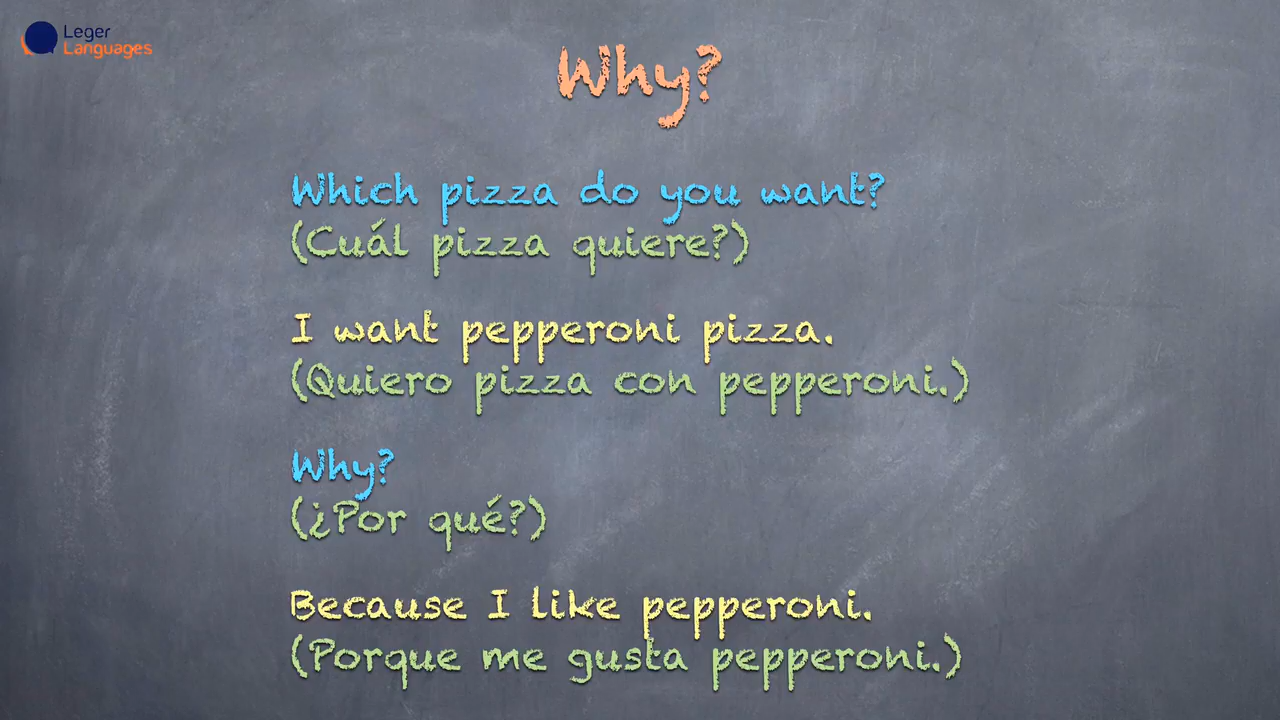 Leger
Languages
Why?
Which pizza do you want?
(Cuál pizza quiere?)
I want pepperoni pizza.
(Quiero pizza con pepperoni.)
Why?
(¿Por qué?)
Because I like pepperoni.
(Porque me gusta pepperoni.)